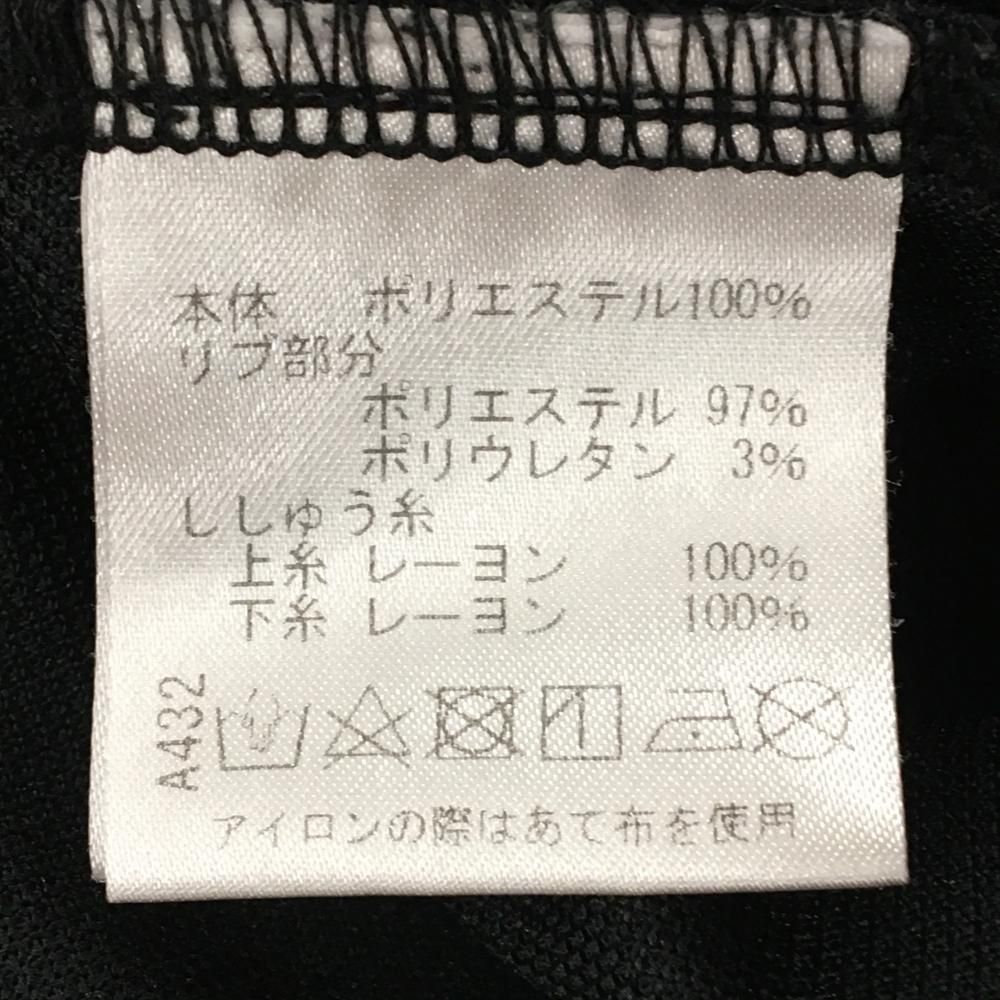 本体 ポリエステル100%
リブ部分
ポリエステル 97%
ポリウレタン 3%
ししゅう糸
上糸 レーヨン 100%
下糸 レーヨン 100%
A432
アイロンの際はあて布を使用